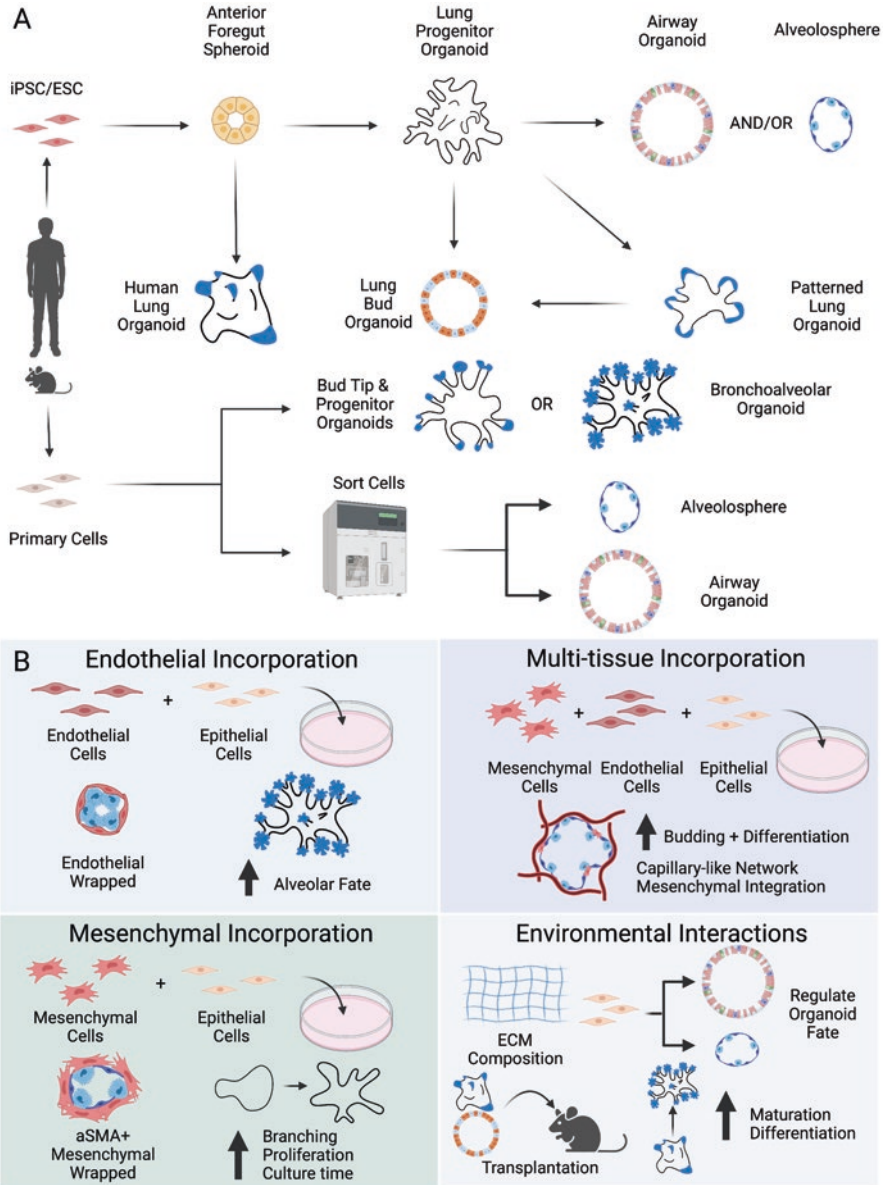 A
Anterior
Foregut
Spheroid
Lung
Progenitor
Organoid
Airway
Organoid
Alveolosphere
iPSC/ESC
AND/OR
Human
Lung
Organoid
Lung
Bud
Organoid
Patterned
Lung
Organoid
Bud Tip &
Progenitor
Organoids
OR
Bronchoalveolar
Organoid
Primary Cells
Sort Cells
Alveolosphere
Airway
Organoid
B
Endothelial Incorporation
+
Endothelial
Cells
Epithelial
Cells
Endothelial
Wrapped
Alveolar Fate
Multi-tissue Incorporation
+
+
Mesenchymal
Cells
Endothelial
Cells
Epithelial
Cells
Budding + Differentiation
Capillary-like Network
Mesenchymal Integration
Mesenchymal Incorporation
+
Mesenchymal
Cells
Epithelial
Cells
aSMA+
Mesenchymal
Wrapped
Branching
Proliferation
Culture time
Environmental Interactions
ECM
Composition
Regulate
Organoid
Fate
Transplantation
Maturation
Differentiation